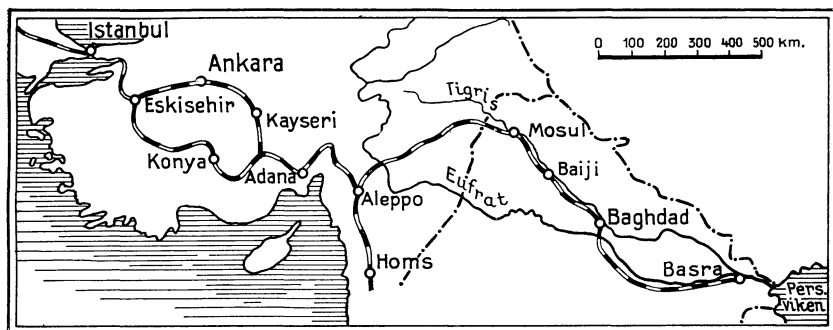 Istanbul
Ankara
Eskisehir
Kayseri
Konya
Adana
Aleppo
Homs
Tigris
Mosul
Baiji
Eufrat
Baghdad
Basra
Pers.
viken
0 100 200 300 400 500 km.